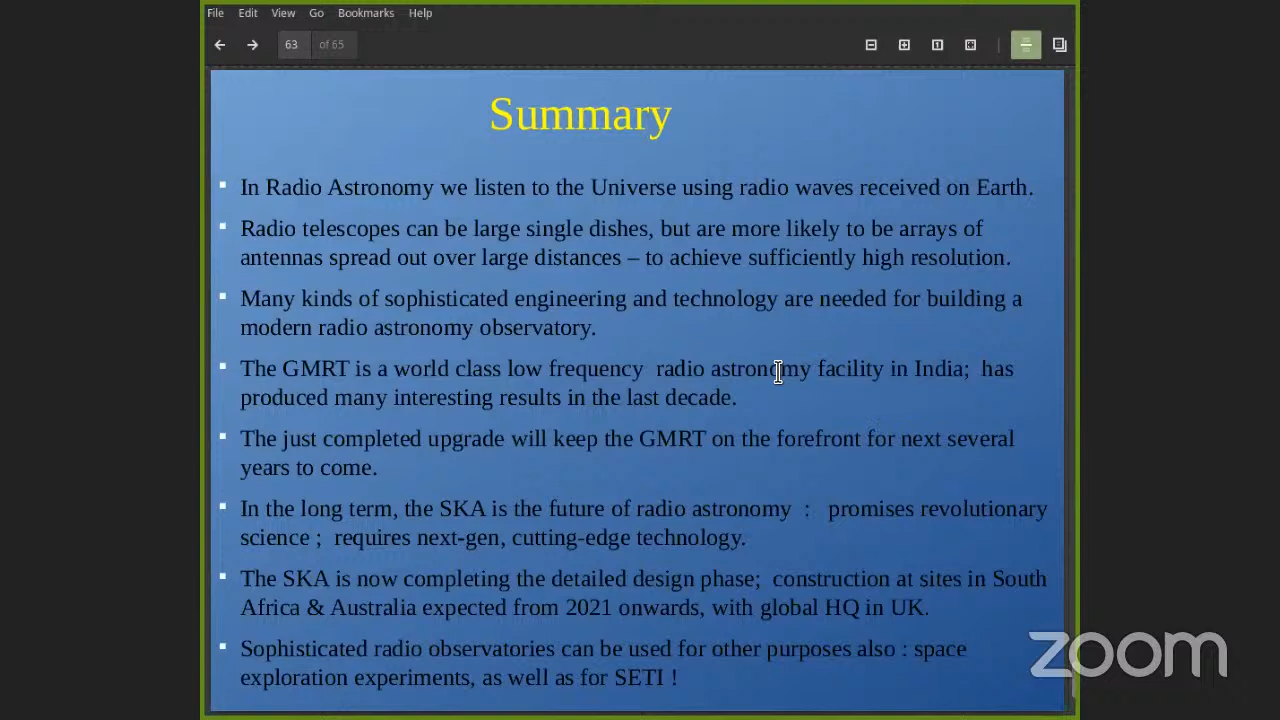 File Edit View Go Bookmarks Help
63 of 65
Summary
In Radio Astronomy we listen to the Universe using radio waves received on Earth.
Radio telescopes can be large single dishes, but are more likely to be arrays of
antennas spread out over large distances – to achieve sufficiently high resolution.
Many kinds of sophisticated engineering and technology are needed for building a
modern radio astronomy observatory.
The GMRT is a world class low frequency radio astronomy facility in India; has
produced many interesting results in the last decade.
The just completed upgrade will keep the GMRT on the forefront for next several
years to come.
In the long term, the SKA is the future of radio astronomy : promises revolutionary
science ; requires next-gen, cutting-edge technology.
The SKA is now completing the detailed design phase; construction at sites in South
Africa & Australia expected from 2021 onwards, with global HQ in UK.
Sophisticated radio observatories can be used for other purposes also : space
exploration experiments, as well as for SETI !
zoom